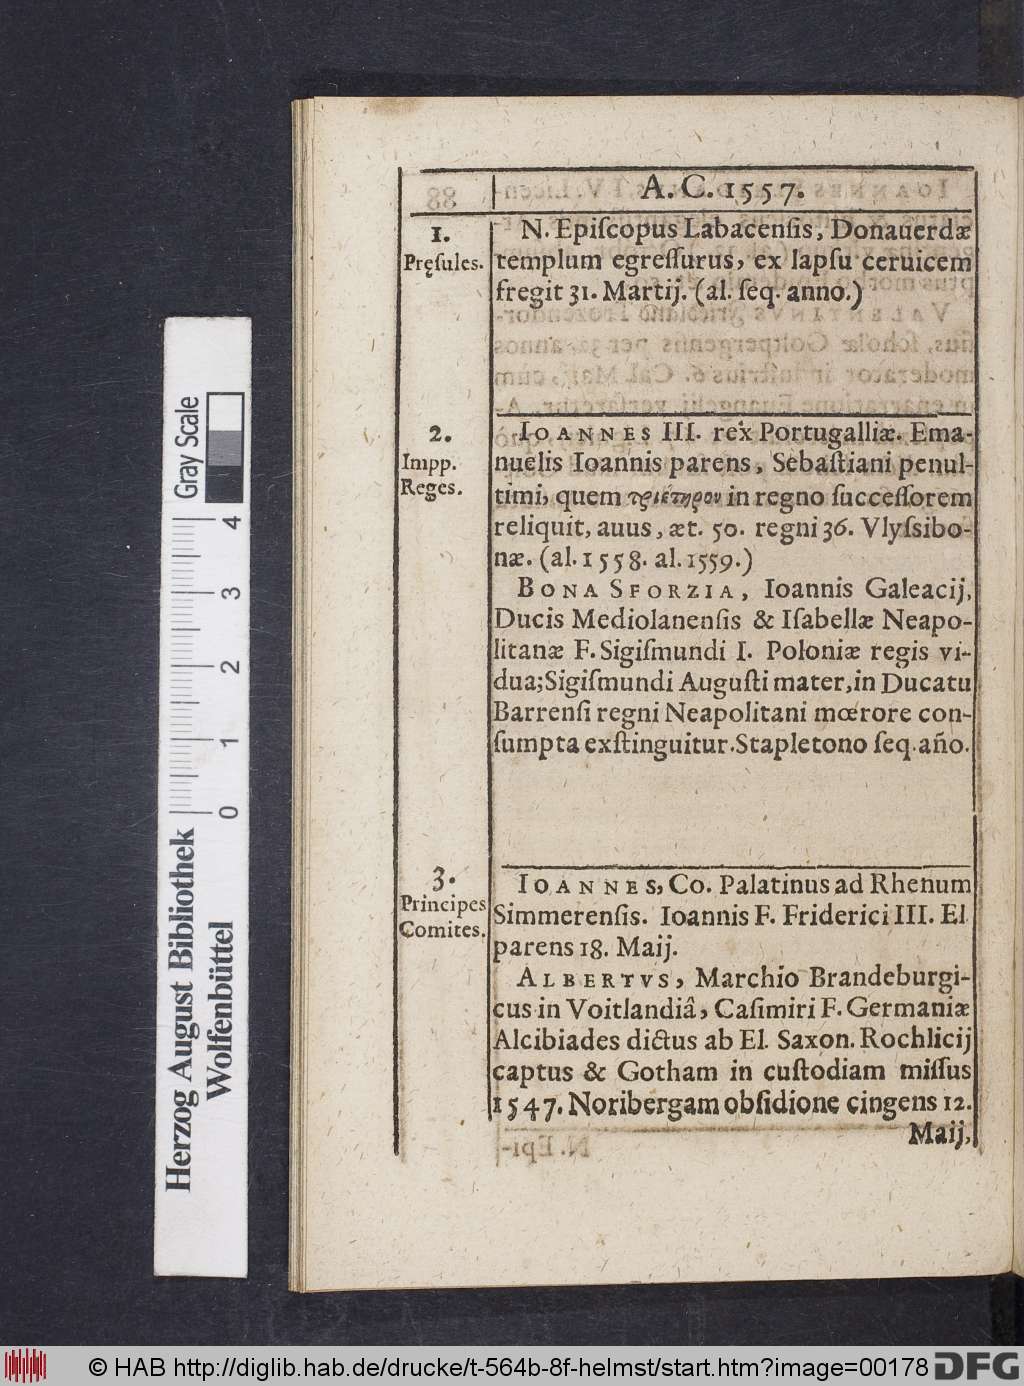 A. C. 1557.
1.
Pręsules.
N. Epiſcopus Labacenſis, Donauerdæ
templum egreſſurus, ex lapſu ceruicem
fregit 31. Martij. (al. ſeq. anno.)
2.
Impp.
Reges.
IOANNES III. rex Portugalliæ. Ema-
nuelis Ioannis parens, Sebaſtiani penul-
timi, quem τριέτηρον in regno ſucceſſorem
reliquit, auus, æt. 50. regni 36. Vlyſsibo-
næ. (al. 1558. al. 1559.)
BONA SFORZIA, Ioannis Galeacij,
Ducis Mediolanenſis & Iſabellæ Neapo-
litanæ F. Sigiſmundi I. Poloniæ regis vi-
dua; Sigiſmundi Auguſti mater, in Ducatu
Barrenſi regni Neapolitani mœrore con-
ſumpta exſtinguitur. Stapletono ſeq. año.
3.
Principes
Comites.
IOANNES, Co. Palatinus ad Rhenum
Simmerenſis. Ioannis F. Friderici III. El.
parens 18. Maij.
ALBERTVS, Marchio Brandeburgi-
cus in Voitlandiâ, Caſimiri F. Germaniæ
Alcibiades dictus ab El. Saxon. Rochlicij
captus & Gotham in cuſtodiam miſſus
1547. Noribergam obſidione cingens 12.
Maij,
Gray Scale
0 1 2 3 4
Herzog August Bibliothek
Wolfenbüttel
© HAB http://diglib.hab.de/drucke/t-564b-8f-helmst/start.htm?image=00178
DFG